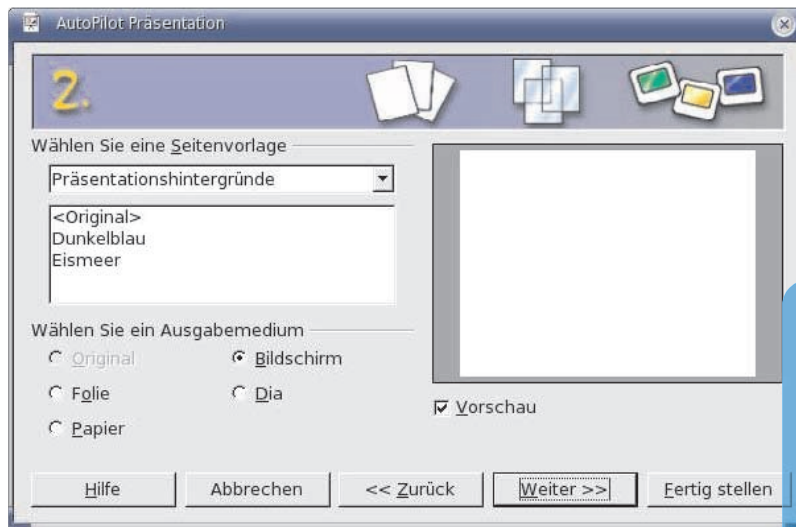 AutoPilot Präsentation
2.
Wählen Sie eine Seitenvorlage
Präsentationshintergründe
<Original>
Dunkelblau
Eismeer
Wählen Sie ein Ausgabemedium
Original
Bildschirm
Folie
Dia
Papier
Vorschau
Hilfe
Abbrechen
<< Zurück
Weiter >>
Fertig stellen